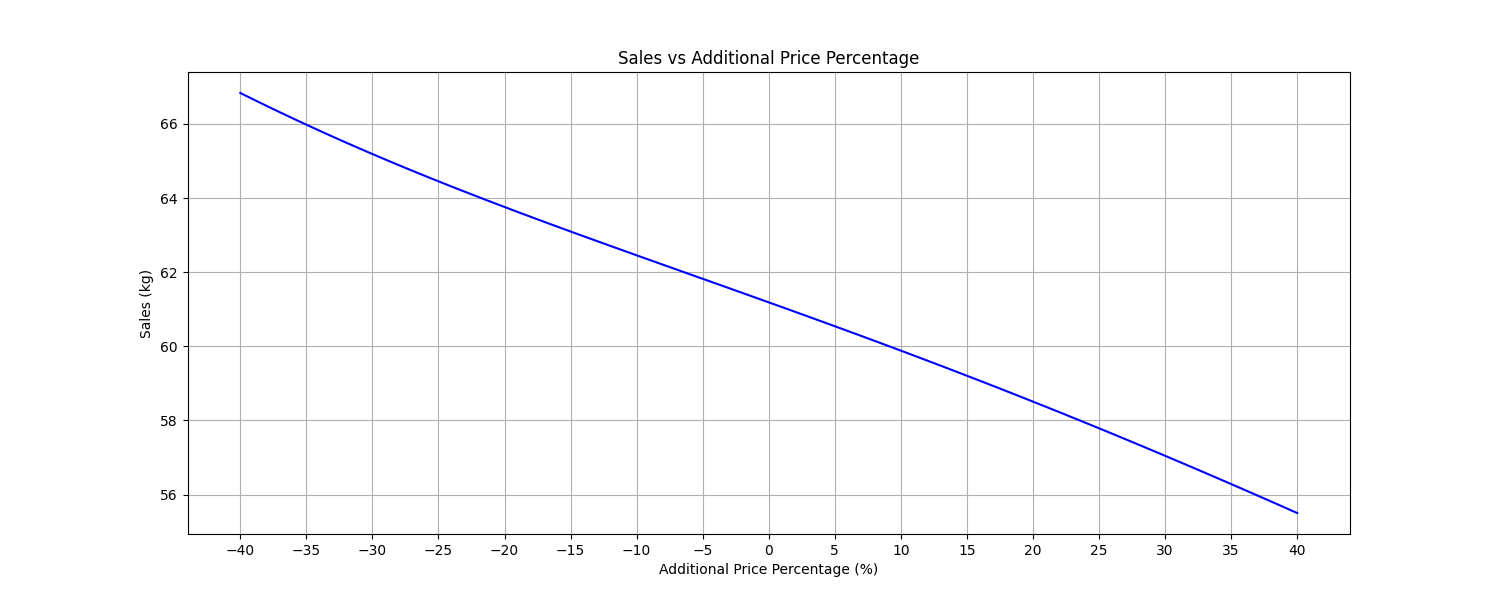 Sales vs Additional Price Percentage
Sales (kg)
66
64
62
60
58
56
−40 −35 −30 −25 −20 −15 −10 −5 0 5 10 15 20 25 30 35 40
Additional Price Percentage (%)